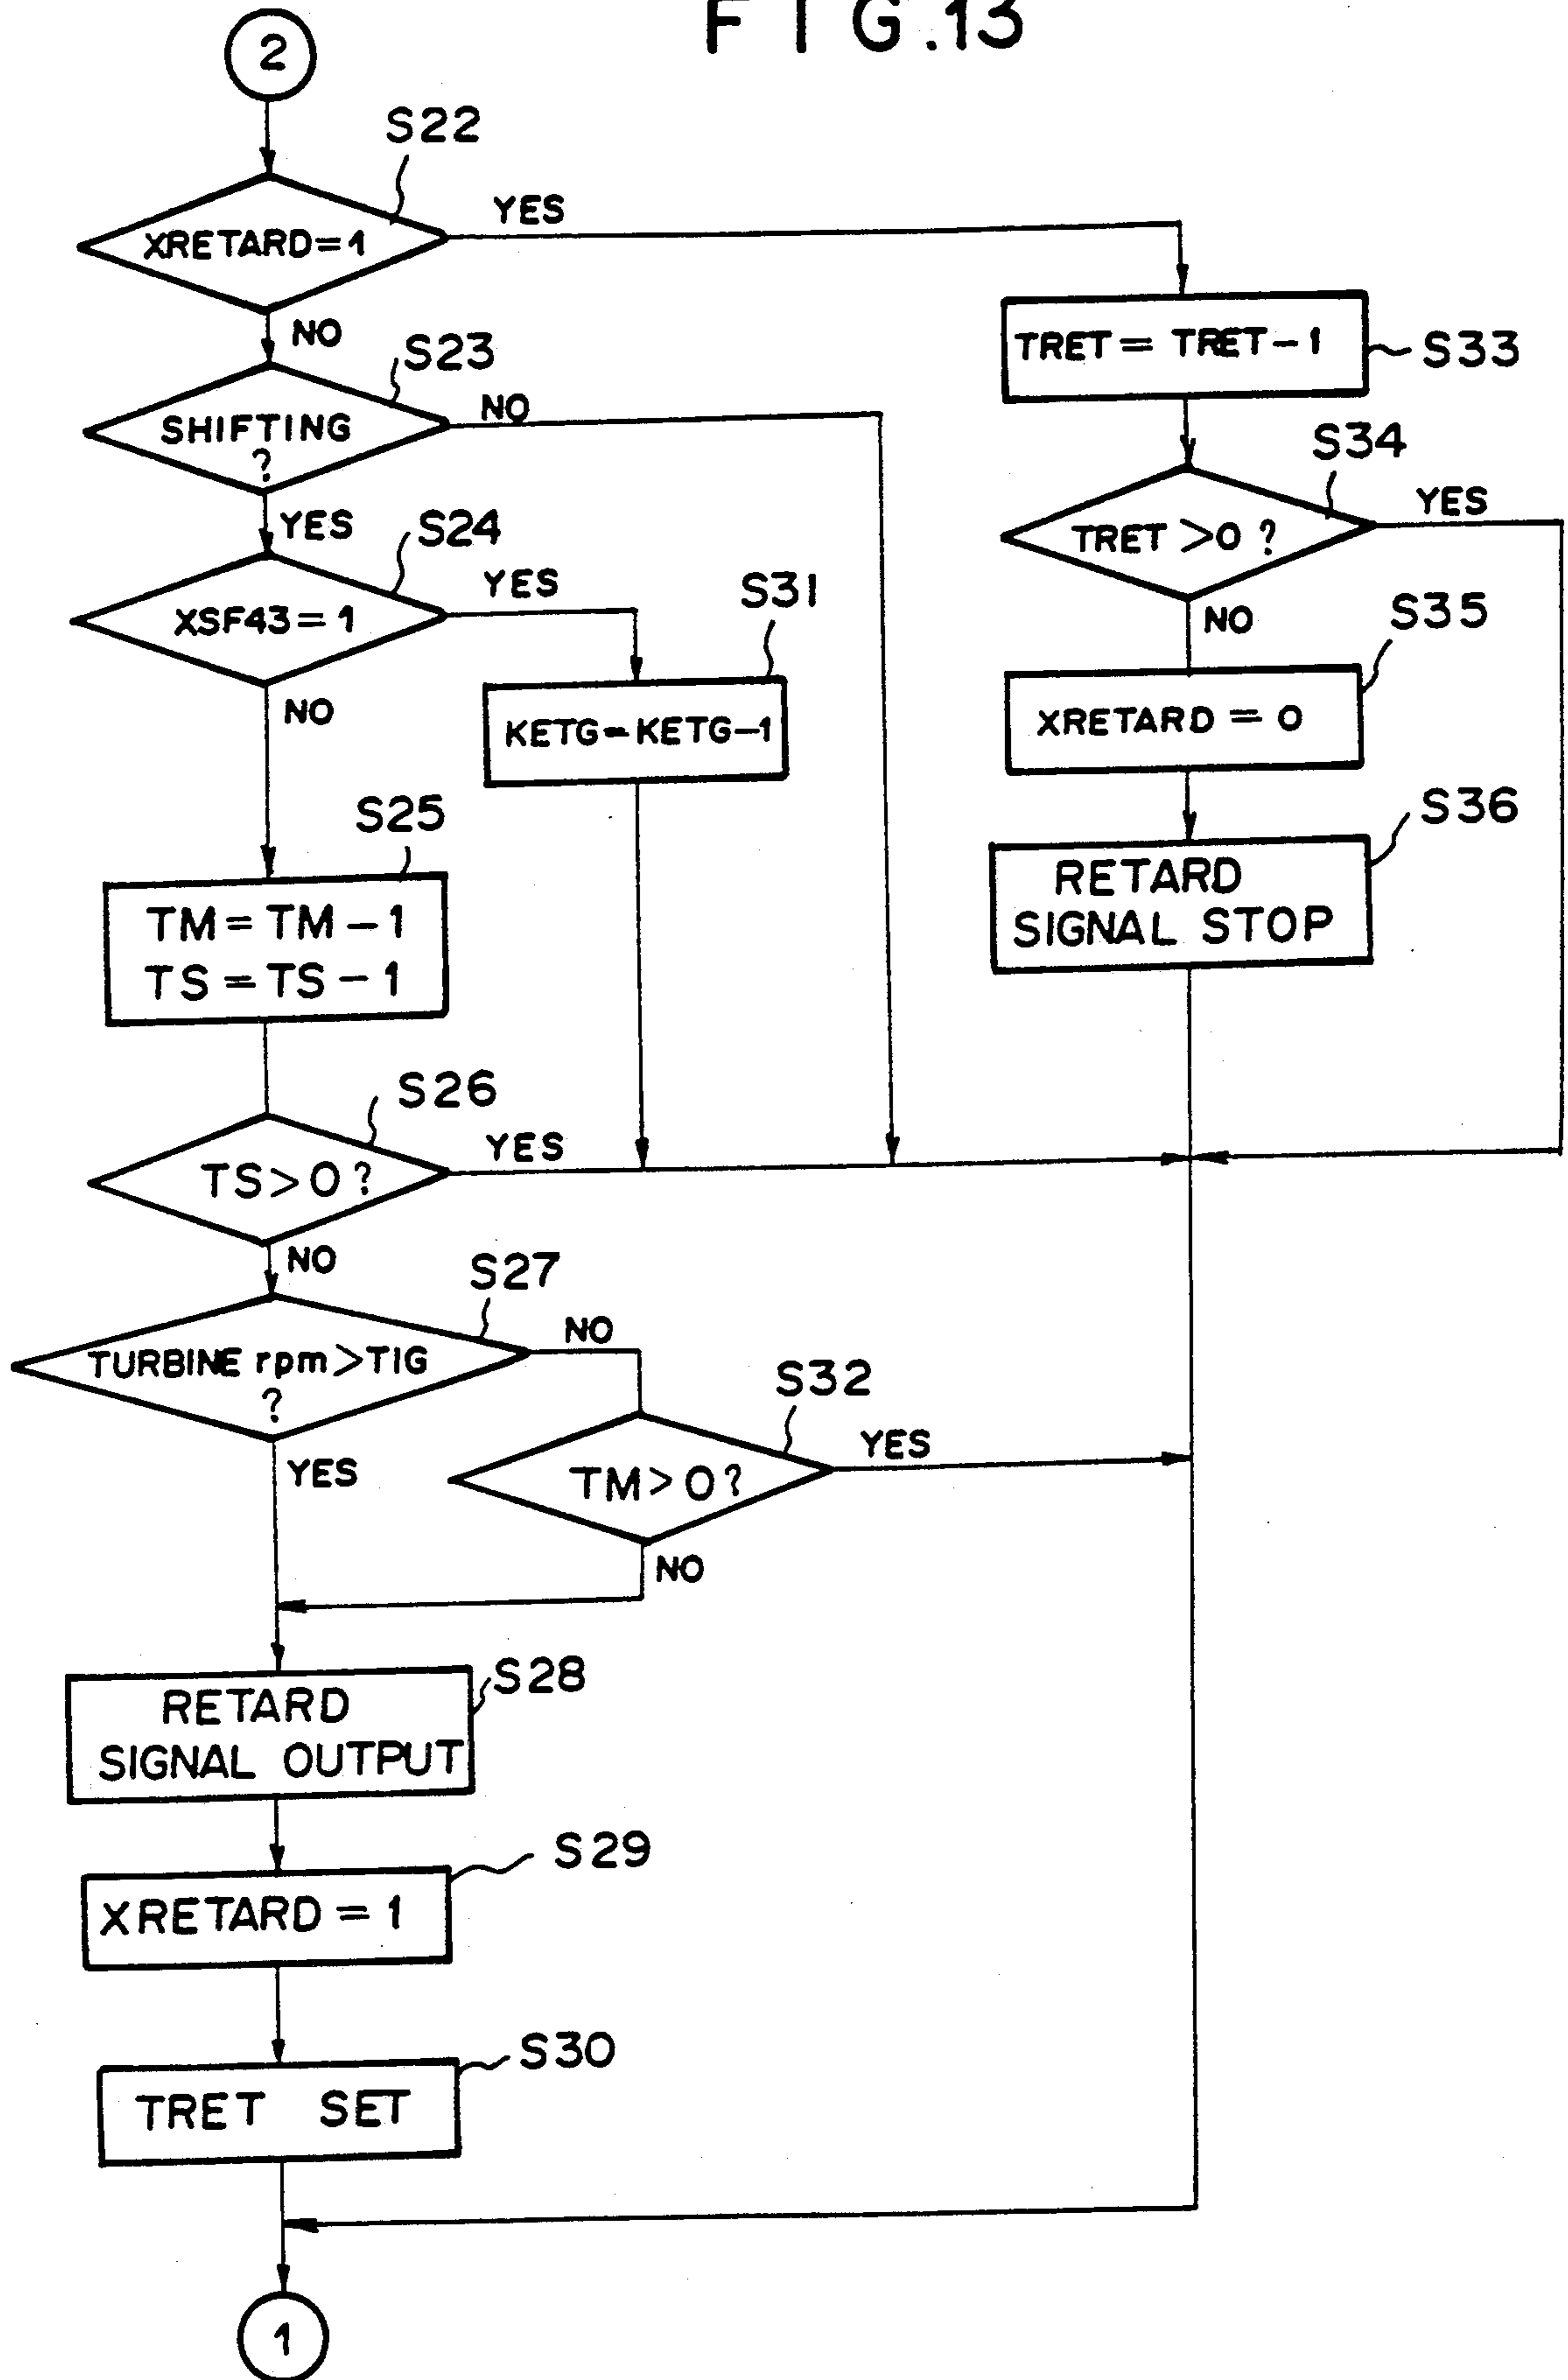 FIG.13
2
S22
XRETARD=1
YES
NO
S23
SHIFTING
?
NO
YES
S24
XSF43=1
YES
NO
S31
KETG=KETG-1
S25
TM=TM-1
TS=TS-1
S26
TS>0?
YES
NO
S27
TURBINE rpm>TIG
?
NO
YES
S32
TM>0?
YES
NO
S28
RETARD
SIGNAL OUTPUT
S29
XRETARD=1
S30
TRET SET
TRET=TRET-1
S33
S34
TRET>0?
YES
NO
S35
XRETARD=0
S36
RETARD
SIGNAL STOP
1